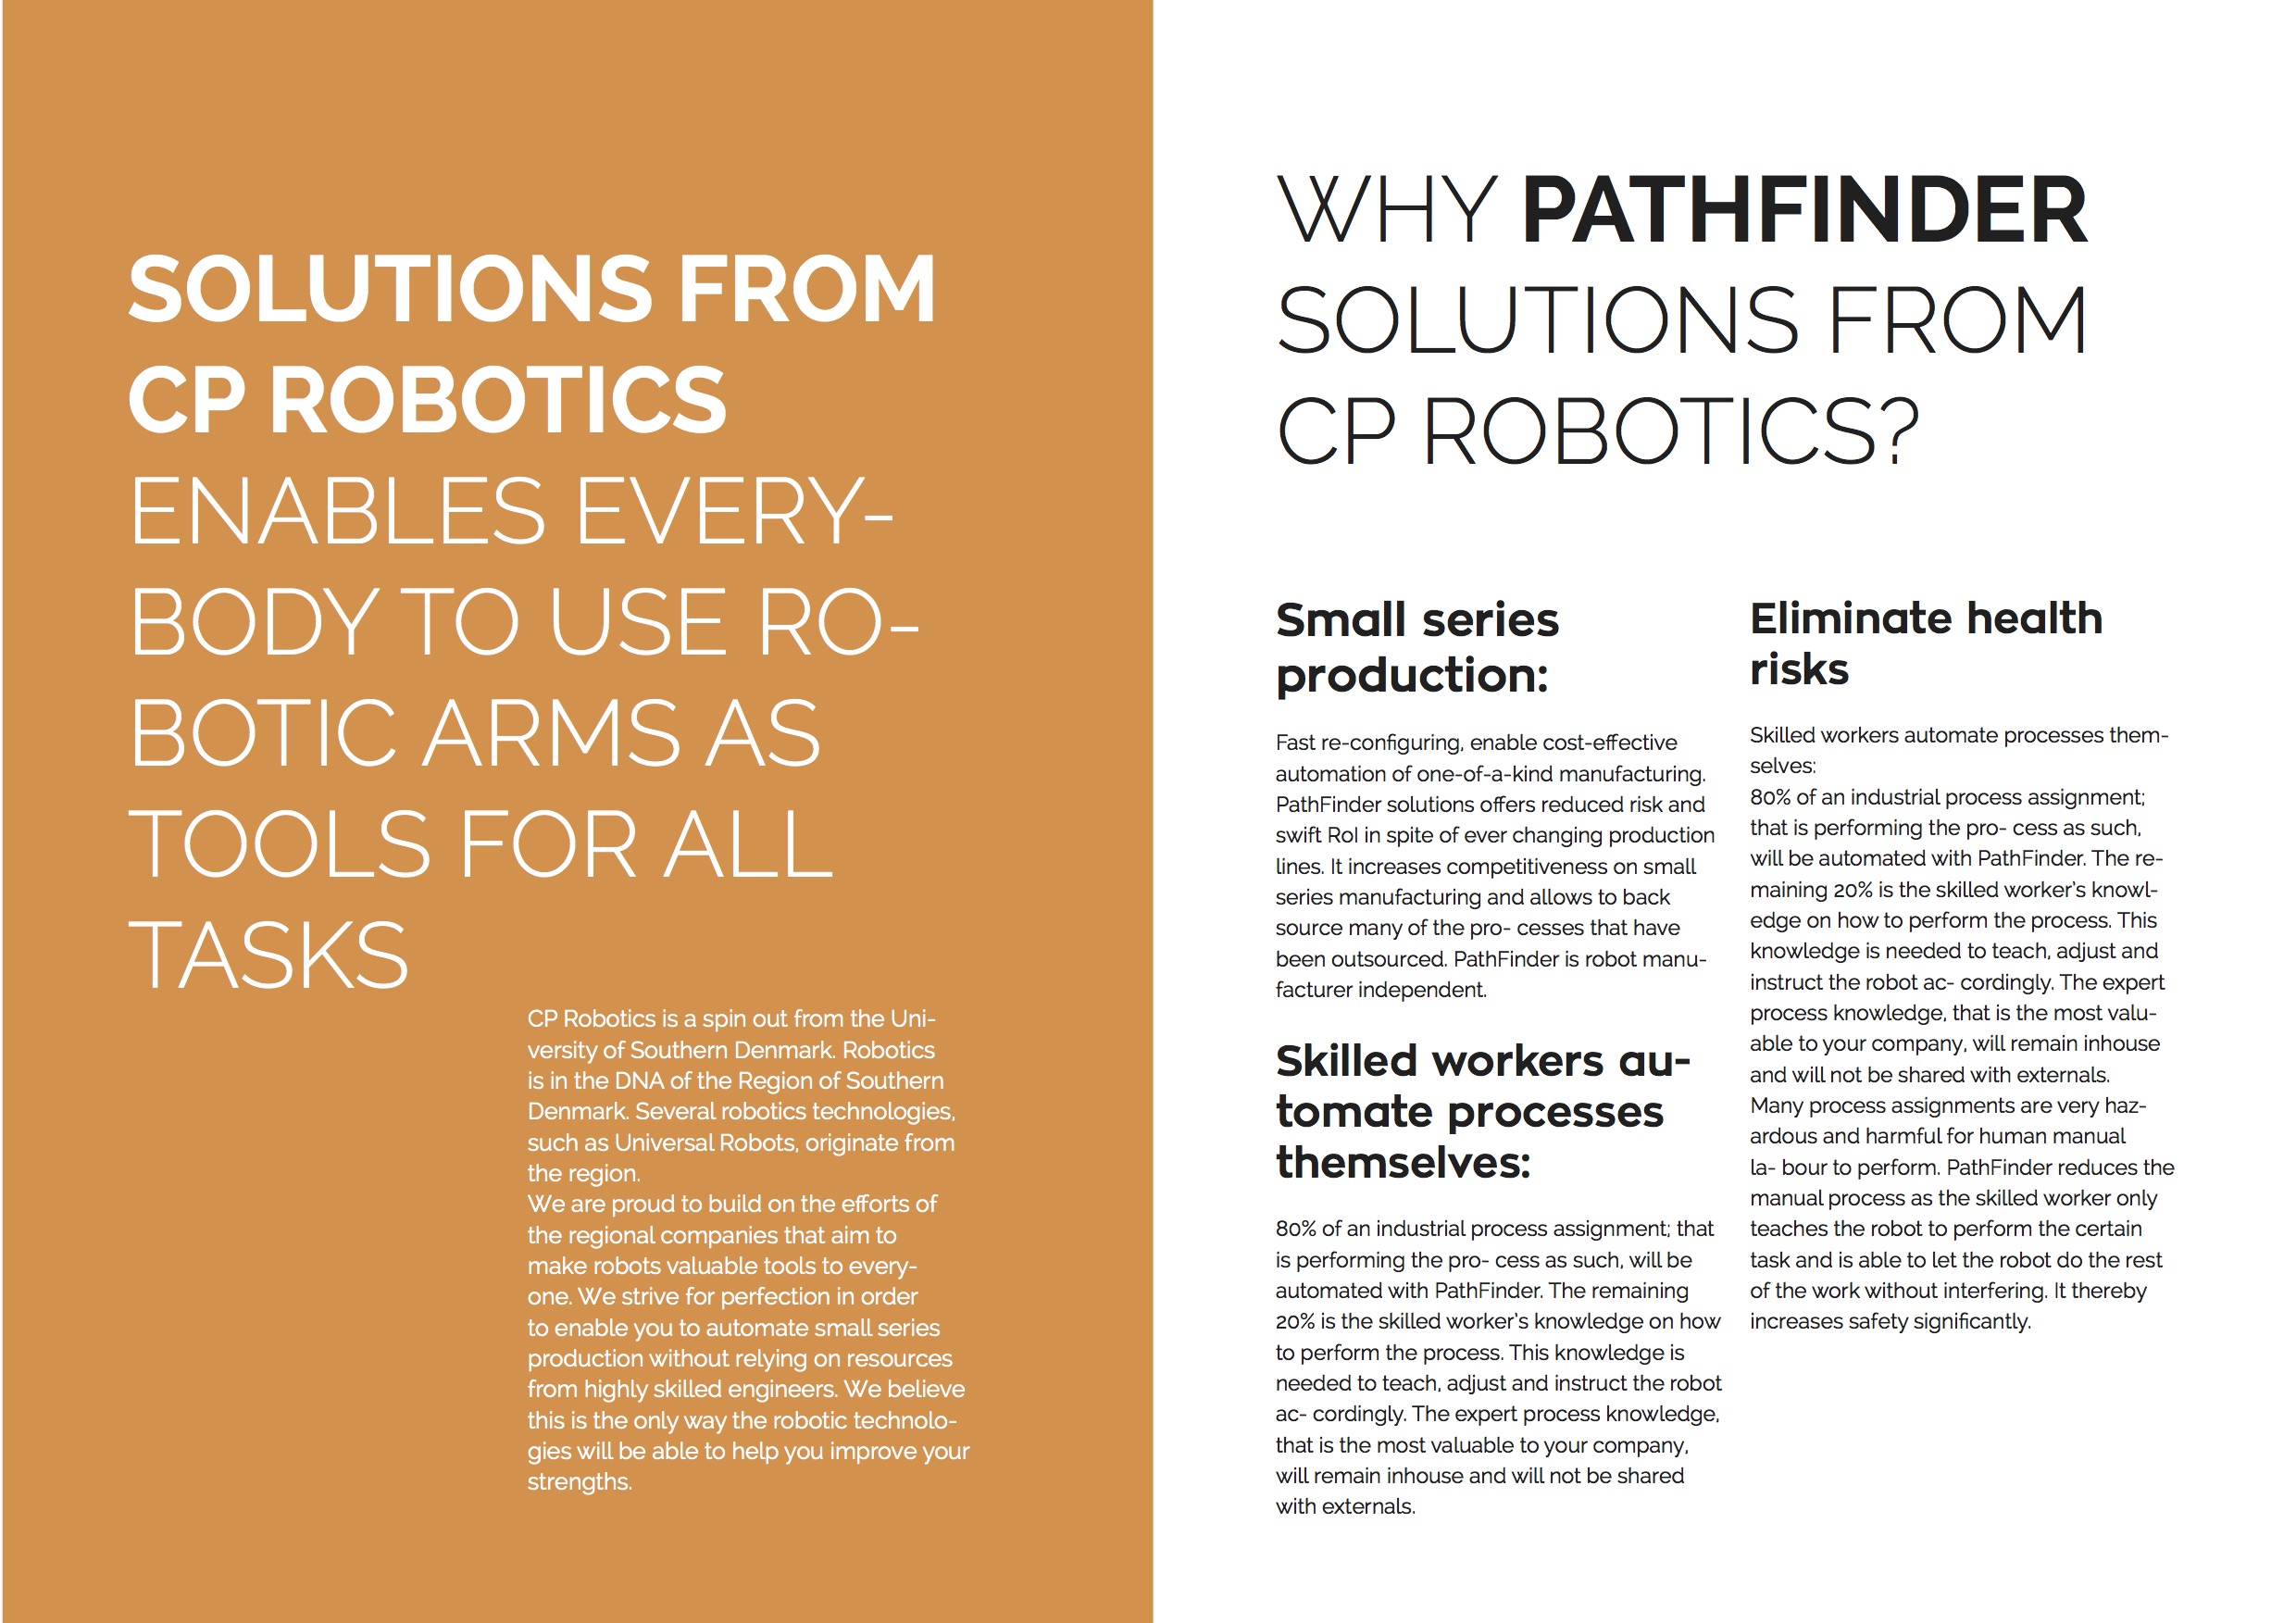 SOLUTIONS FROM
CP ROBOTICS
ENABLES EVERY-
BODY TO USE RO-
BOTIC ARMS AS
TOOLS FOR ALL
TASKS
CP Robotics is a spin out from the Uni-
versity of Southern Denmark. Robotics
is in the DNA of the Region of Southern
Denmark. Several robotics technologies,
such as Universal Robots, originate from
the region.
We are proud to build on the efforts of
the regional companies that aim to
make robots valuable tools to every-
one. We strive for perfection in order
to enable you to automate small series
production without relying on resources
from highly skilled engineers. We believe
this is the only way the robotic technolo-
gies will be able to help you improve your
strengths.
WHY PATHFINDER
SOLUTIONS FROM
CP ROBOTICS?
Small series
production:
Fast re-configuring, enable cost-effective
automation of one-of-a-kind manufacturing.
PathFinder solutions offers reduced risk and
swift RoI in spite of ever changing production
lines. It increases competitiveness on small
series manufacturing and allows to back
source many of the pro- cesses that have
been outsourced. PathFinder is robot manu-
facturer independent.
Skilled workers au-
tomate processes
themselves:
80% of an industrial process assignment; that
is performing the pro- cess as such, will be
automated with PathFinder. The remaining
20% is the skilled worker's knowledge on how
to perform the process. This knowledge is
needed to teach, adjust and instruct the robot
ac- cordingly. The expert process knowledge,
that is the most valuable to your company,
will remain inhouse and will not be shared
with externals.
Eliminate health
risks
Skilled workers automate processes them-
selves:
80% of an industrial process assignment;
that is performing the pro- cess as such,
will be automated with PathFinder. The re-
maining 20% is the skilled worker's knowl-
edge on how to perform the process. This
knowledge is needed to teach, adjust and
instruct the robot ac- cordingly. The expert
process knowledge, that is the most valu-
able to your company, will remain inhouse
and will not be shared with externals.
Many process assignments are very haz-
ardous and harmful for human manual
la- bour to perform. PathFinder reduces the
manual process as the skilled worker only
teaches the robot to perform the certain
task and is able to let the robot do the rest
of the work without interfering. It thereby
increases safety significantly.